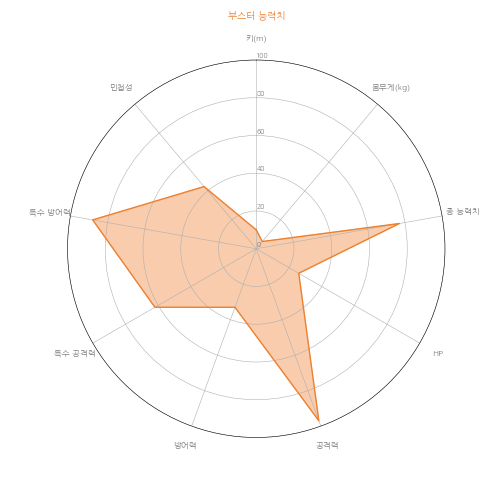 부스터 능력치
키(m)
100
민첩성
몸무게(kg)
80
60
40
특수 방어력
총 능력치
20
0
특수 공격력
HP
방어력
공격력